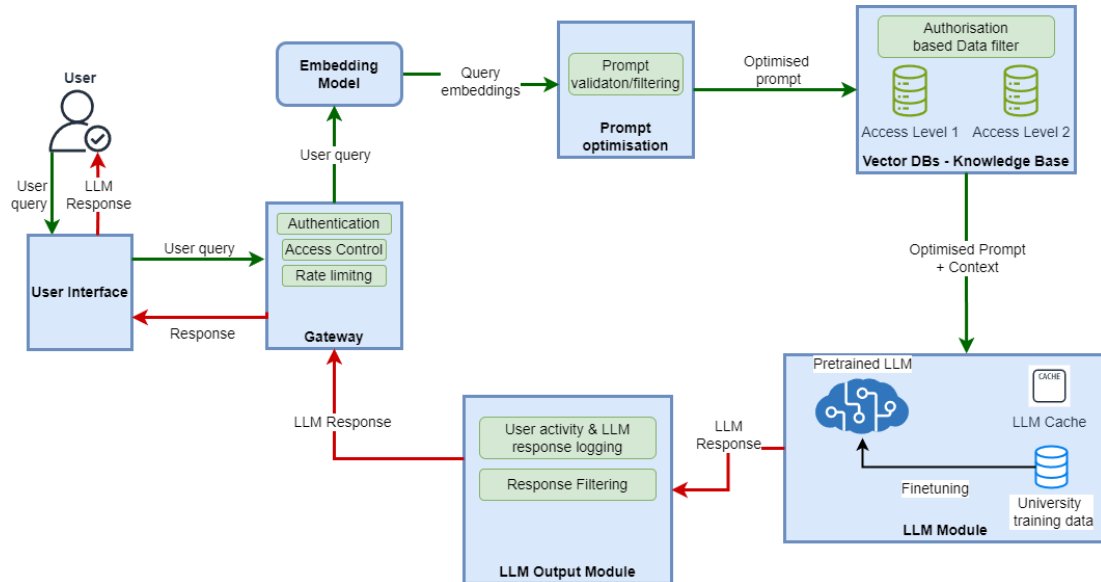 User
User
query
LLM
Response
User Interface
User query
Response
Authentication
Access Control
Rate limitng
Gateway
User query
Embedding
Model
Query
embeddings
Prompt
validaton/filtering
Prompt
optimisation
Optimised
prompt
Authorisation
based Data filter
Access Level 1
Access Level 2
Vector DBs - Knowledge Base
Optimised Prompt
+ Context
Pretrained LLM
CACHE
LLM Cache
Finetuning
University
training data
LLM Module
LLM
Response
User activity & LLM
response logging
Response Filtering
LLM Output Module
LLM Response